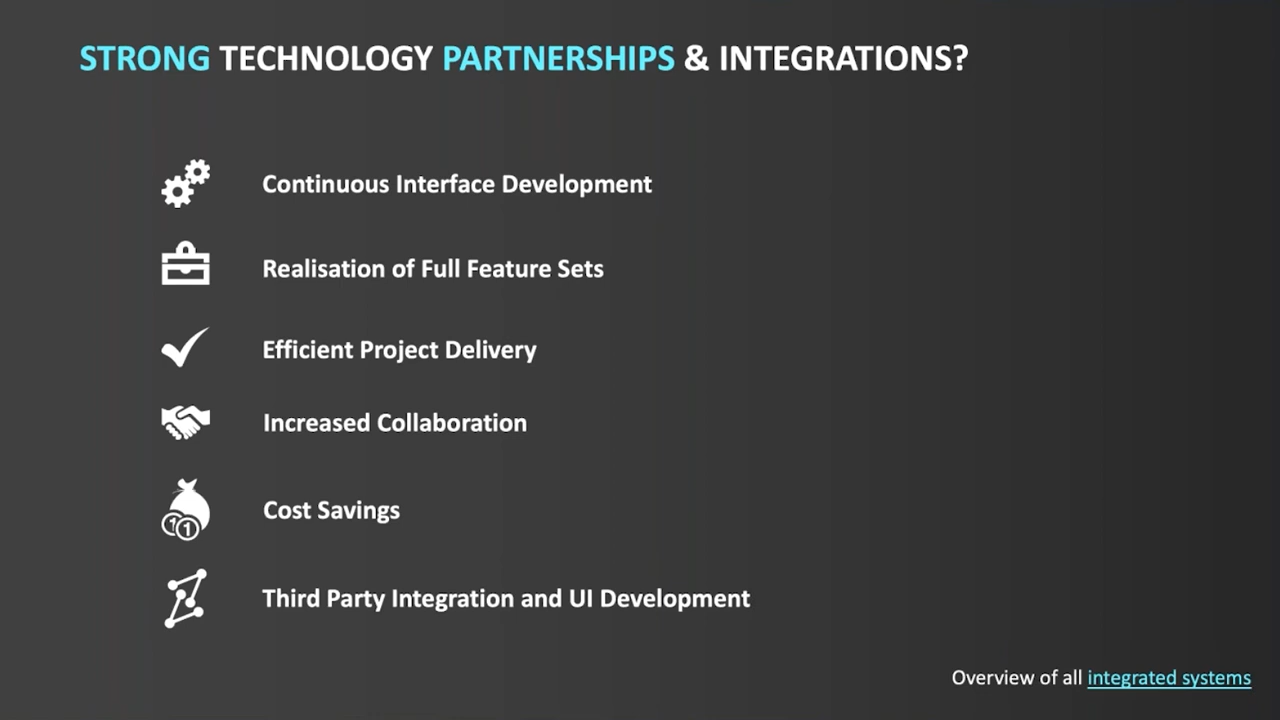 STRONG TECHNOLOGY PARTNERSHIPS & INTEGRATIONS?
Continuous Interface Development
Realisation of Full Feature Sets
Efficient Project Delivery
Increased Collaboration
Cost Savings
Third Party Integration and UI Development
Overview of all integrated systems